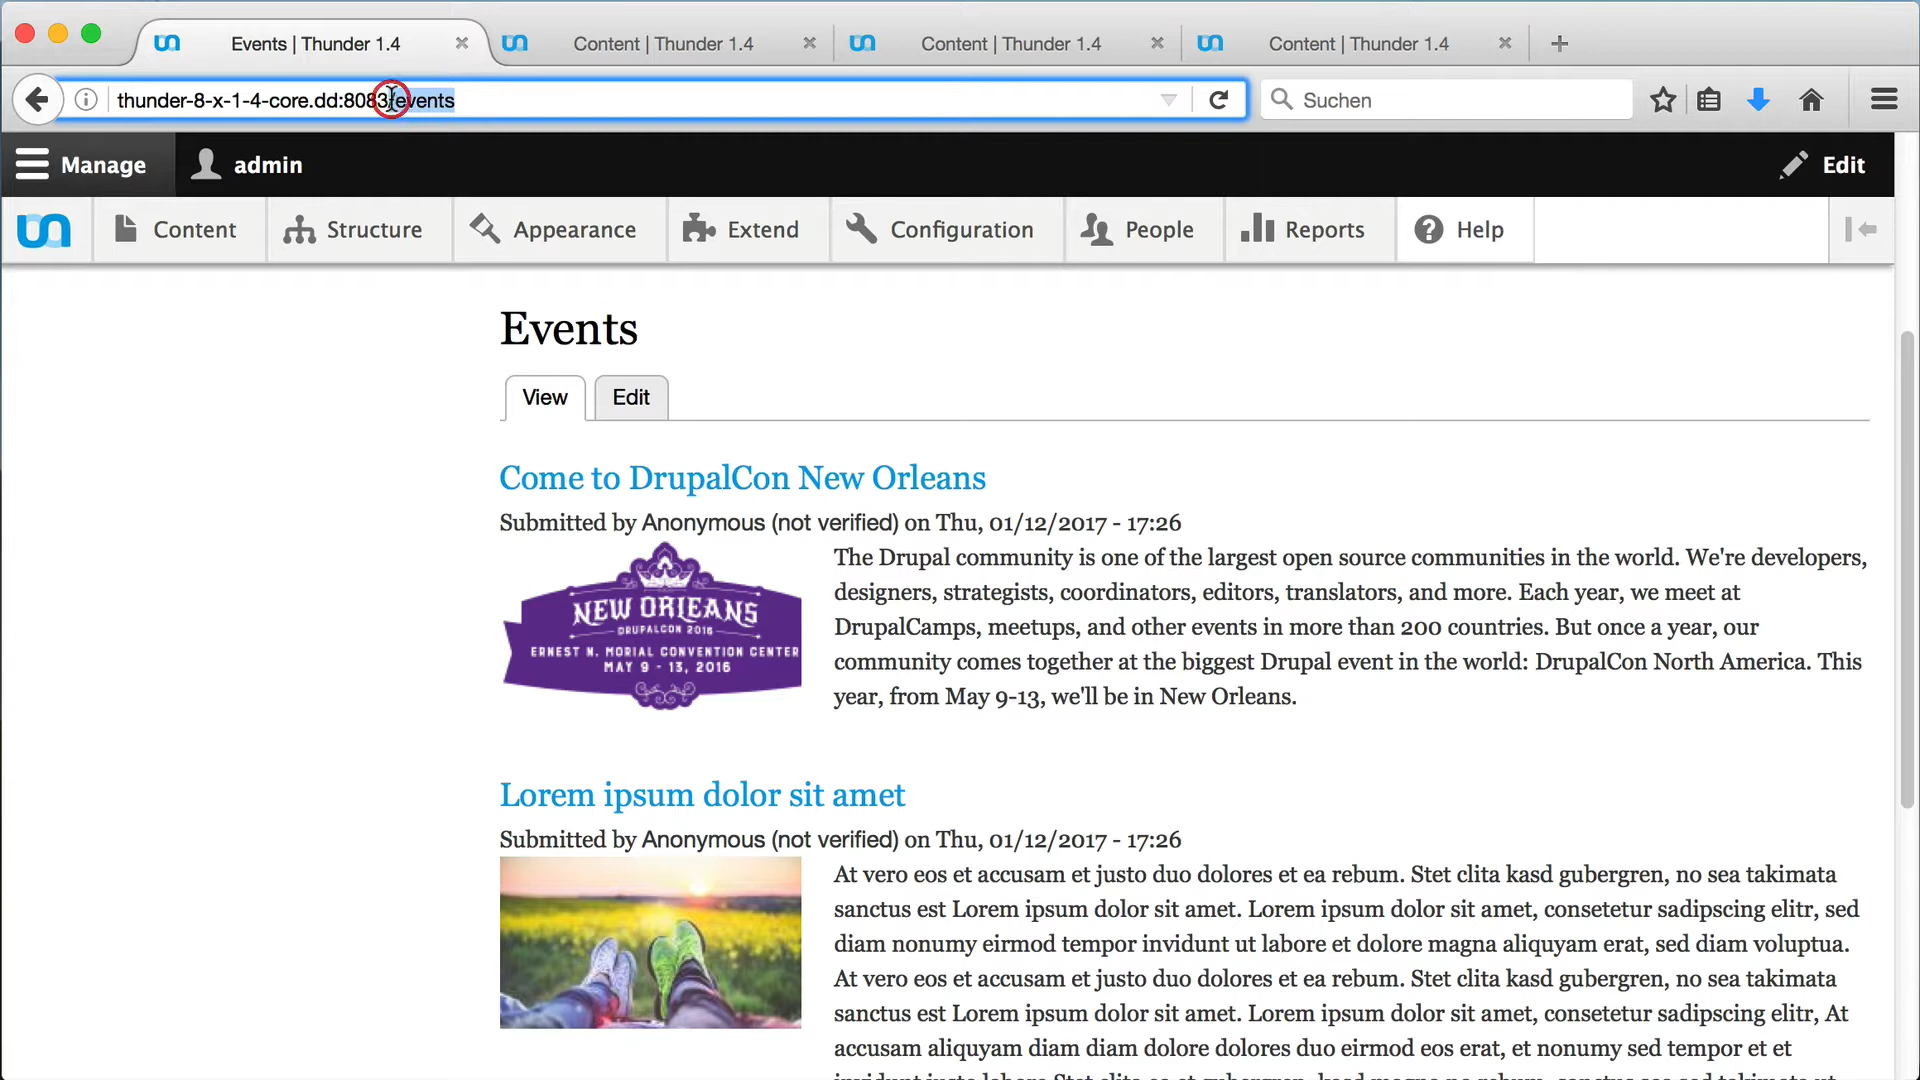 Events | Thunder 1.4
Content | Thunder 1.4
Content | Thunder 1.4
Content | Thunder 1.4
thunder-8-x-1-4-core.dd:8083/events
Suchen
Manage
admin
Edit
Content
Structure
Appearance
Extend
Configuration
People
Reports
Help
Events
View
Edit
Come to DrupalCon New Orleans
Submitted by Anonymous (not verified) on Thu, 01/12/2017 - 17:26
NEW ORLEANS
DRUPALCON 2016
ERNEST N. MORIAL CONVENTION CENTER
MAY 9 - 13, 2016
The Drupal community is one of the largest open source communities in the world. We're developers,
designers, strategists, coordinators, editors, translators, and more. Each year, we meet at
DrupalCamps, meetups, and other events in more than 200 countries. But once a year, our
community comes together at the biggest Drupal event in the world: DrupalCon North America. This
year, from May 9-13, we'll be in New Orleans.
Lorem ipsum dolor sit amet
Submitted by Anonymous (not verified) on Thu, 01/12/2017 - 17:26
At vero eos et accusam et justo duo dolores et ea rebum. Stet clita kasd gubergren, no sea takimata
sanctus est Lorem ipsum dolor sit amet. Lorem ipsum dolor sit amet, consetetur sadipscing elitr, sed
diam nonumy eirmod tempor invidunt ut labore et dolore magna aliquyam erat, sed diam voluptua.
At vero eos et accusam et justo duo dolores et ea rebum. Stet clita kasd gubergren, no sea takimata
sanctus est Lorem ipsum dolor sit amet. Lorem ipsum dolor sit amet, consetetur sadipscing elitr, At
accusam aliquyam diam diam dolore dolores duo eirmod eos erat, et nonumy sed tempor et et